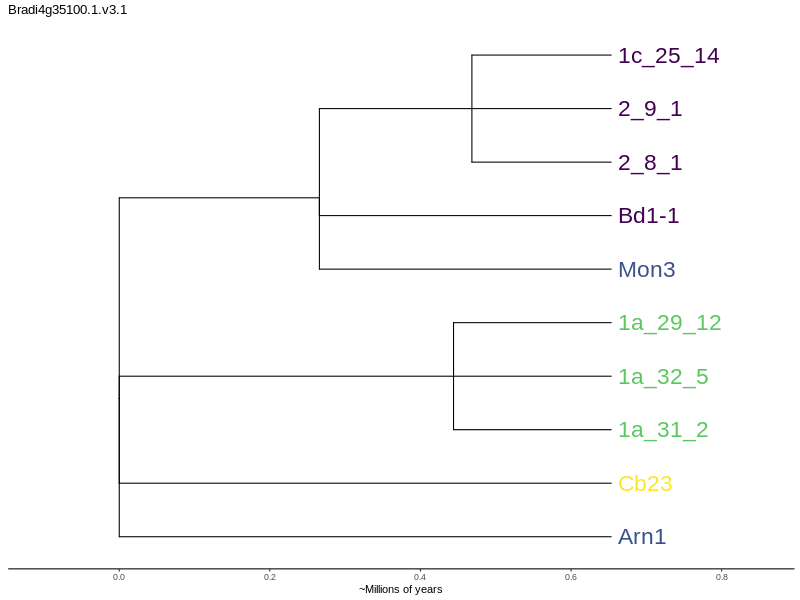 Bradi4g35100.1.v3.1
1c_25_14
2_9_1
2_8_1
Bd1-1
Mon3
1a_29_12
1a_32_5
1a_31_2
Cb23
Arn1
0.0 0.2 0.4 0.6 0.8
~Millions of years